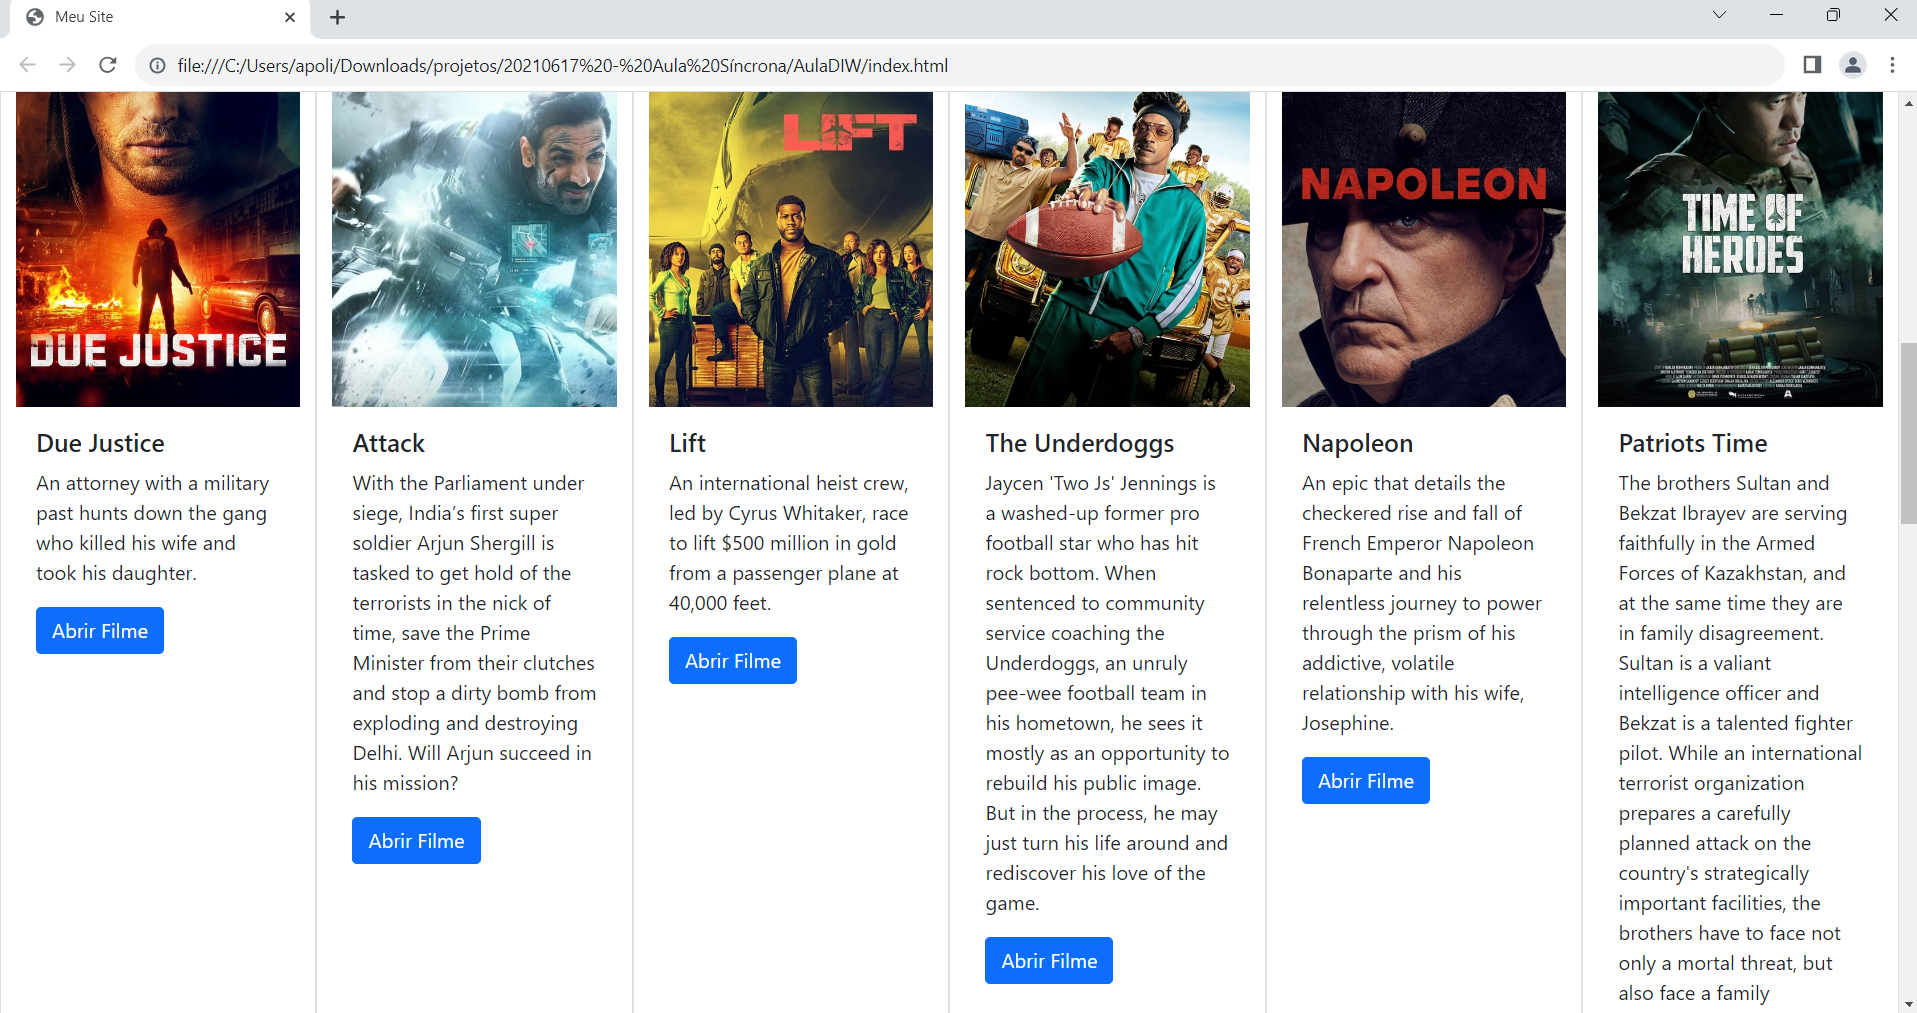 Meu Site
file:///C:/Users/apoli/Downloads/projetos/20210617%20-%20Aula%20Síncrona/AulaDIW/index.html
DUE JUSTICE
LIFT
NAPOLEON
TIME OF
HEROES
Due Justice
An attorney with a military
past hunts down the gang
who killed his wife and
took his daughter.
Abrir Filme
Attack
With the Parliament under
siege, India’s first super
soldier Arjun Shergill is
tasked to get hold of the
terrorists in the nick of
time, save the Prime
Minister from their clutches
and stop a dirty bomb from
exploding and destroying
Delhi. Will Arjun succeed in
his mission?
Abrir Filme
Lift
An international heist crew,
led by Cyrus Whitaker, race
to lift $500 million in gold
from a passenger plane at
40,000 feet.
Abrir Filme
The Underdoggs
Jaycen 'Two Js' Jennings is
a washed-up former pro
football star who has hit
rock bottom. When
sentenced to community
service coaching the
Underdoggs, an unruly
pee-wee football team in
his hometown, he sees it
mostly as an opportunity to
rebuild his public image.
But in the process, he may
just turn his life around and
rediscover his love of the
game.
Abrir Filme
Napoleon
An epic that details the
checkered rise and fall of
French Emperor Napoleon
Bonaparte and his
relentless journey to power
through the prism of his
addictive, volatile
relationship with his wife,
Josephine.
Abrir Filme
Patriots Time
The brothers Sultan and
Bekzat Ibrayev are serving
faithfully in the Armed
Forces of Kazakhstan, and
at the same time they are
in family disagreement.
Sultan is a valiant
intelligence officer and
Bekzat is a talented fighter
pilot. While an international
terrorist organization
prepares a carefully
planned attack on the
country's strategically
important facilities, the
brothers have to face not
only a mortal threat, but
also face a family